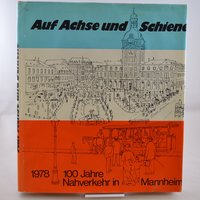 Auf Achse und Schiene
1978 100 Jahre
Nahverkehr in Mannheim